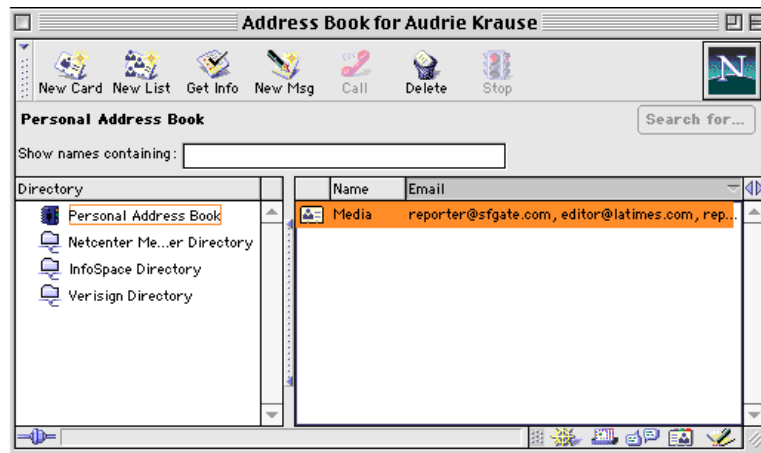 Address Book for Audrie Krause
New Card New List Get Info New Msg Call Delete Stop
N
Personal Address Book
Search for...
Show names containing:
Directory Name Email
Personal Address Book
Media reporter@sfgate.com, editor@latimes.com, rep...
Netcenter Me...er Directory
InfoSpace Directory
Verisign Directory